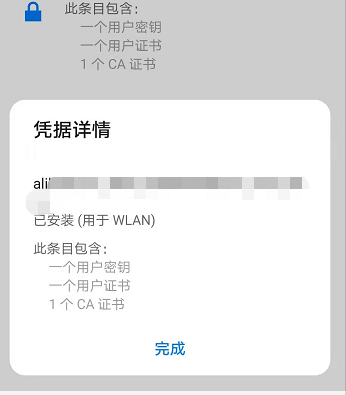 此条目包含：
一个用户密钥
一个用户证书
1 个 CA 证书
凭据详情
ali
已安装 (用于 WLAN)
此条目包含：
一个用户密钥
一个用户证书
1 个 CA 证书
完成